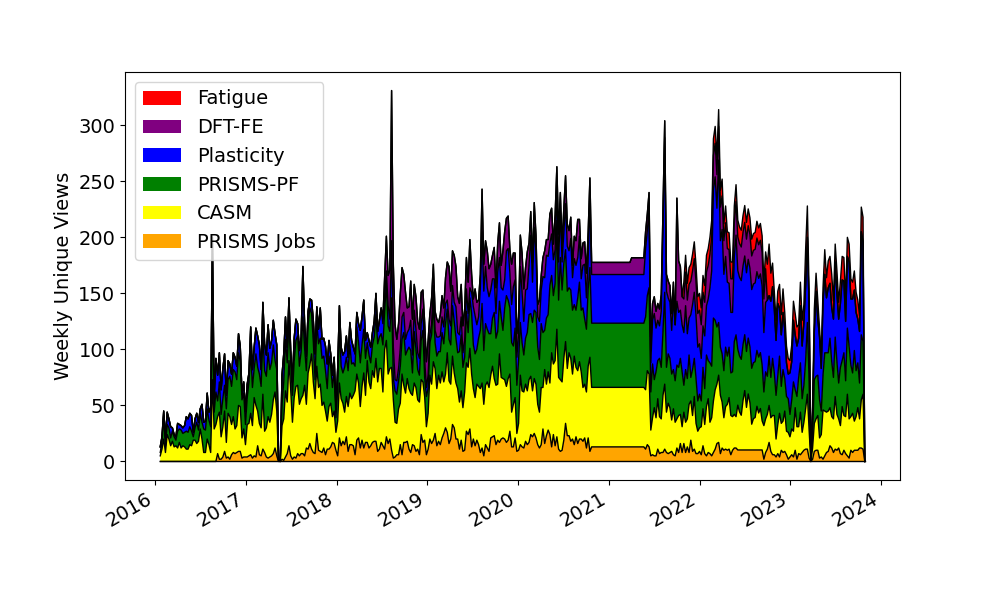 Fatigue
DFT-FE
Plasticity
PRISMS-PF
CASM
PRISMS Jobs
Weekly Unique Views
300
250
200
150
100
50
0
2016 2017 2018 2019 2020 2021 2022 2023 2024